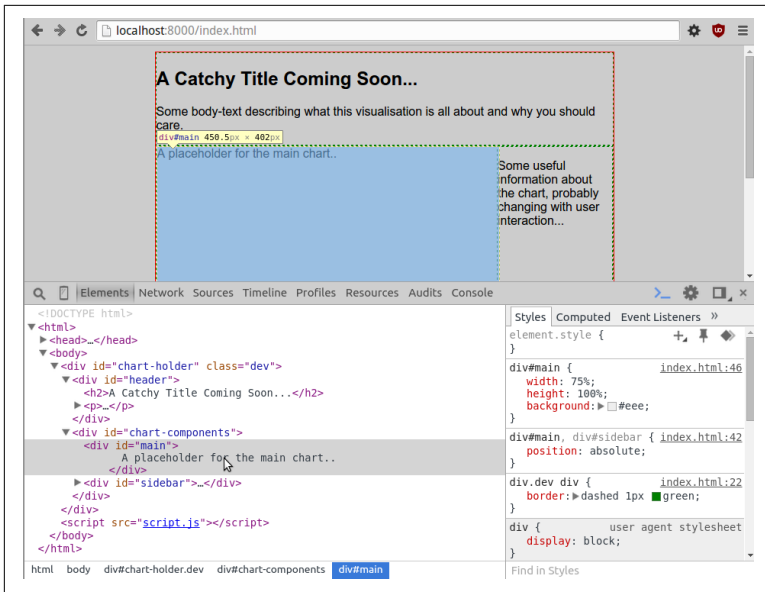 localhost:8000/index.html
A Catchy Title Coming Soon...
Some body-text describing what this visualisation is all about and why you should
care.
div#main 450.5px × 402px
A placeholder for the main chart..
Some useful
information about
the chart, probably
changing with user
interaction...
Elements Network Sources Timeline Profiles Resources Audits Console
<!DOCTYPE html>
▼<html>
▶<head>…</head>
▼<body>
▼<div id="chart-holder" class="dev">
▼<div id="header">
<h2>A Catchy Title Coming Soon...</h2>
▶<p>…</p>
</div>
▼<div id="chart-components">
<div id="main">
A placeholder for the main chart..
</div>
▶<div id="sidebar">…</div>
</div>
</div>
<script src="script.js"></script>
</body>
</html>
html body div#chart-holder.dev div#chart-components div#main
Styles Computed Event Listeners »
element.style {
}
div#main { index.html:46
width: 75%;
height: 100%;
background:▶#eee;
}
div#main, div#sidebar { index.html:42
position: absolute;
}
div.dev div { index.html:22
border:▶dashed 1px green;
}
div { user agent stylesheet
display: block;
}
Find in Styles